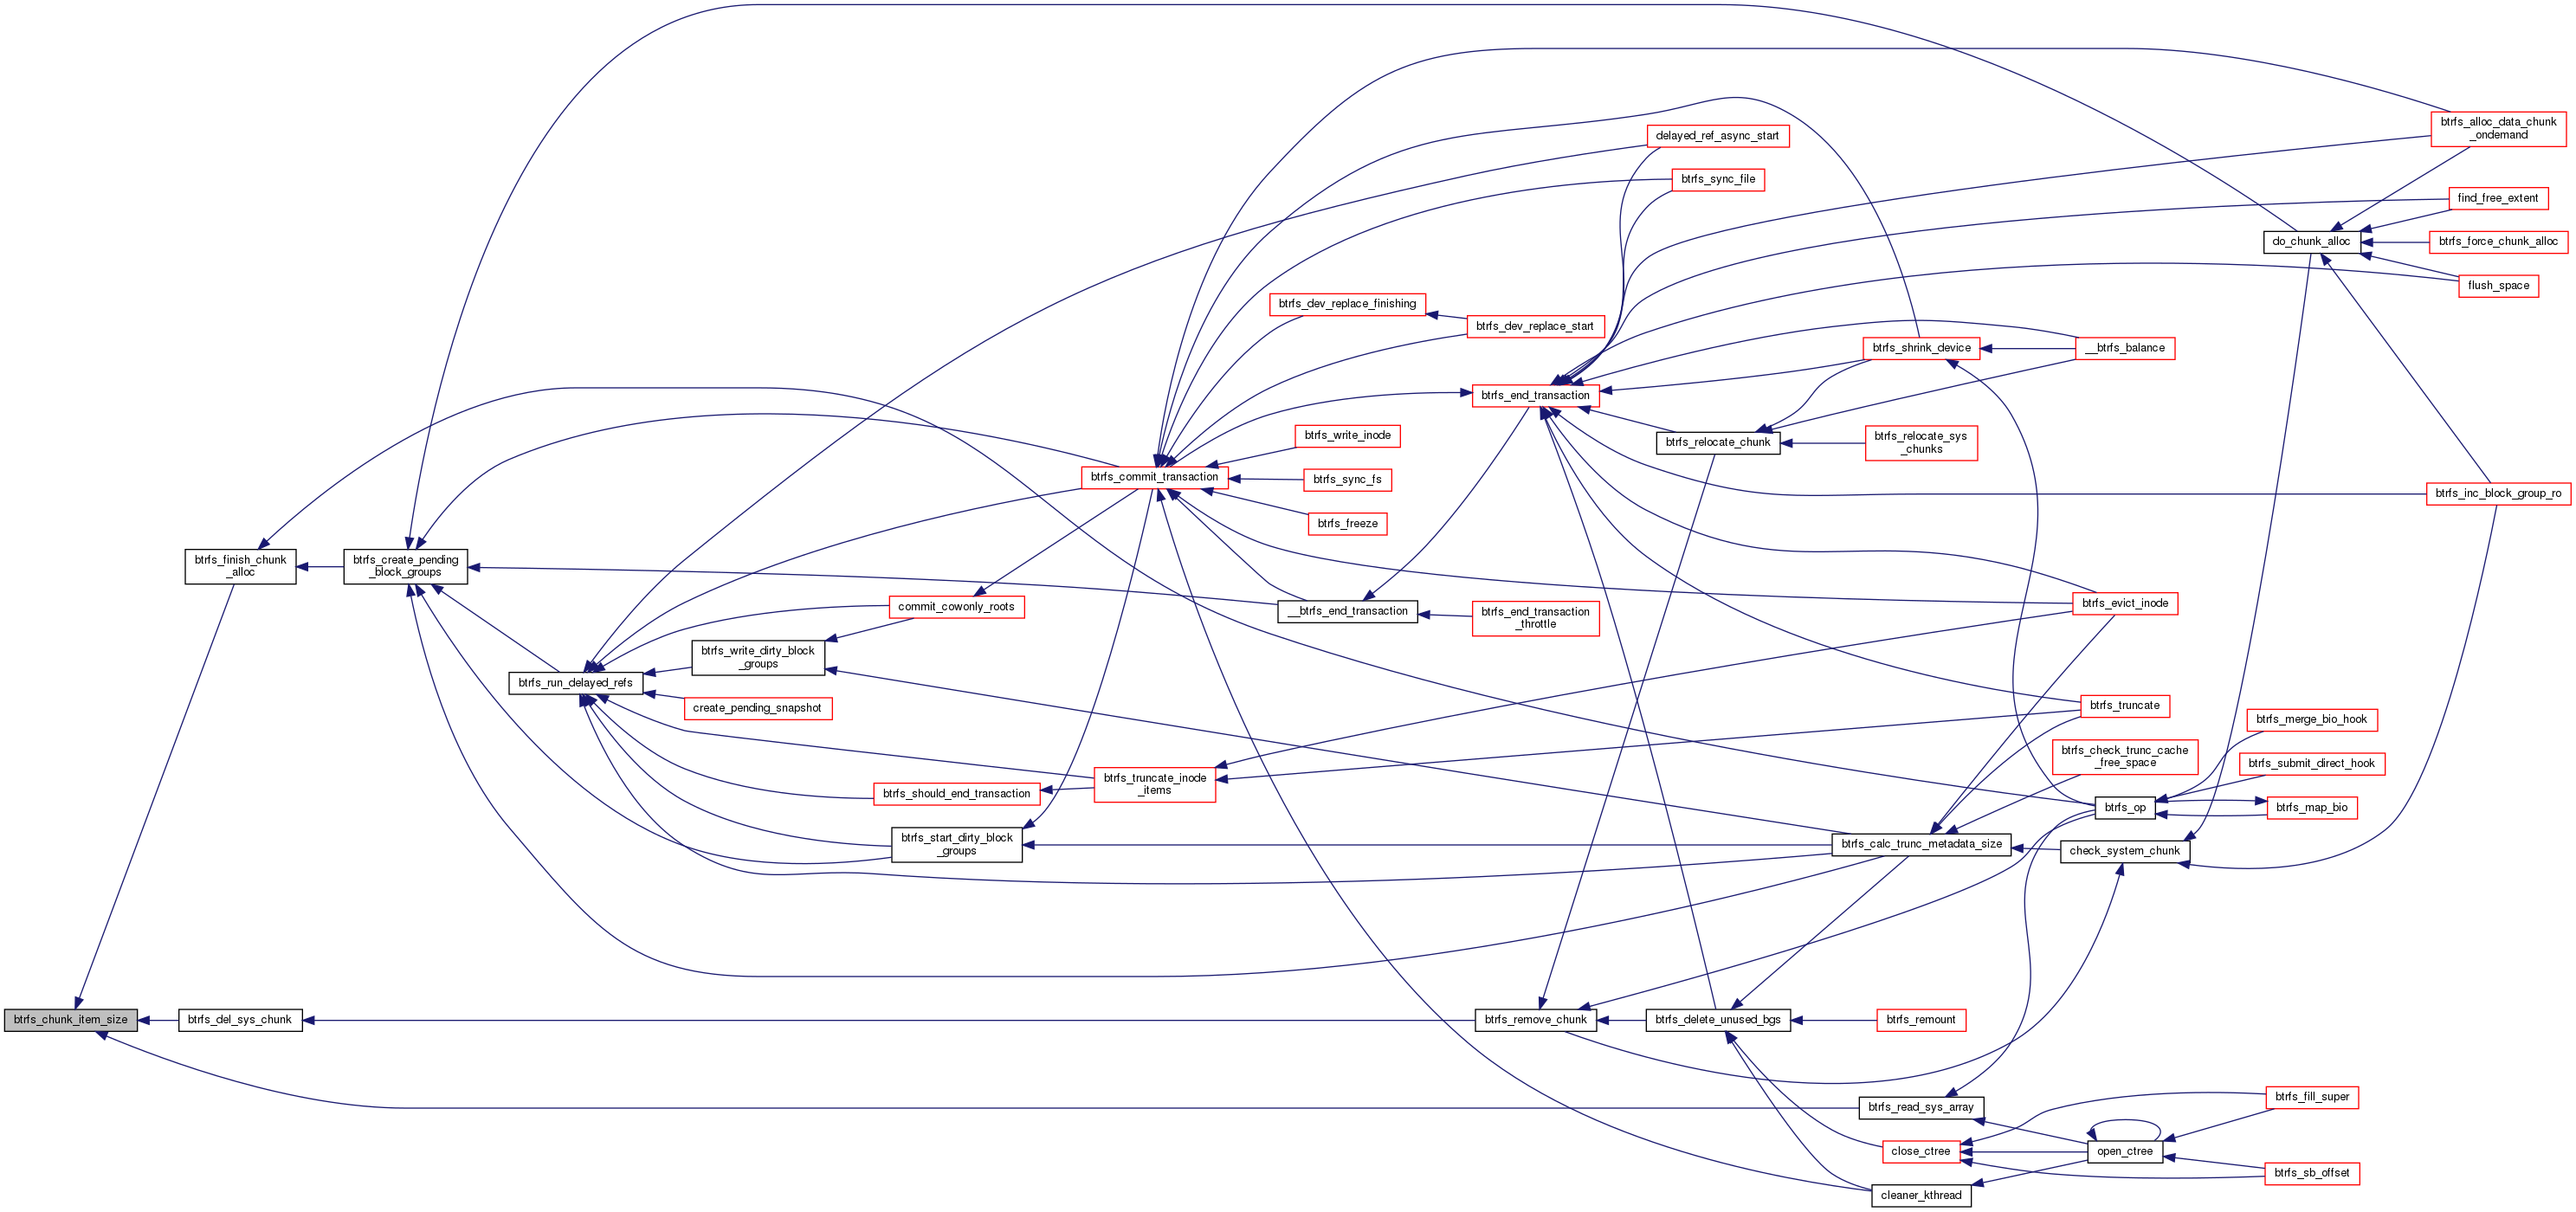 btrfs_alloc_data_chunk
_ondemand
delayed_ref_async_start
btrfs_sync_file
find_free_extent
do_chunk_alloc
btrfs_force_chunk_alloc
flush_space
btrfs_dev_replace_finishing
btrfs_dev_replace_start
btrfs_shrink_device
__btrfs_balance
btrfs_end_transaction
btrfs_write_inode
btrfs_relocate_chunk
btrfs_relocate_sys
_chunks
btrfs_commit_transaction
btrfs_sync_fs
btrfs_inc_block_group_ro
btrfs_freeze
btrfs_finish_chunk
_alloc
btrfs_create_pending
_block_groups
commit_cowonly_roots
__btrfs_end_transaction
btrfs_end_transaction
_throttle
btrfs_evict_inode
btrfs_write_dirty_block
_groups
btrfs_run_delayed_refs
create_pending_snapshot
btrfs_truncate
btrfs_merge_bio_hook
btrfs_check_trunc_cache
_free_space
btrfs_submit_direct_hook
btrfs_truncate_inode
_items
btrfs_should_end_transaction
btrfs_op
btrfs_map_bio
btrfs_start_dirty_block
_groups
btrfs_calc_trunc_metadata_size
check_system_chunk
btrfs_chunk_item_size
btrfs_del_sys_chunk
btrfs_remove_chunk
btrfs_delete_unused_bgs
btrfs_remount
btrfs_read_sys_array
btrfs_fill_super
close_ctree
open_ctree
btrfs_sb_offset
cleaner_kthread